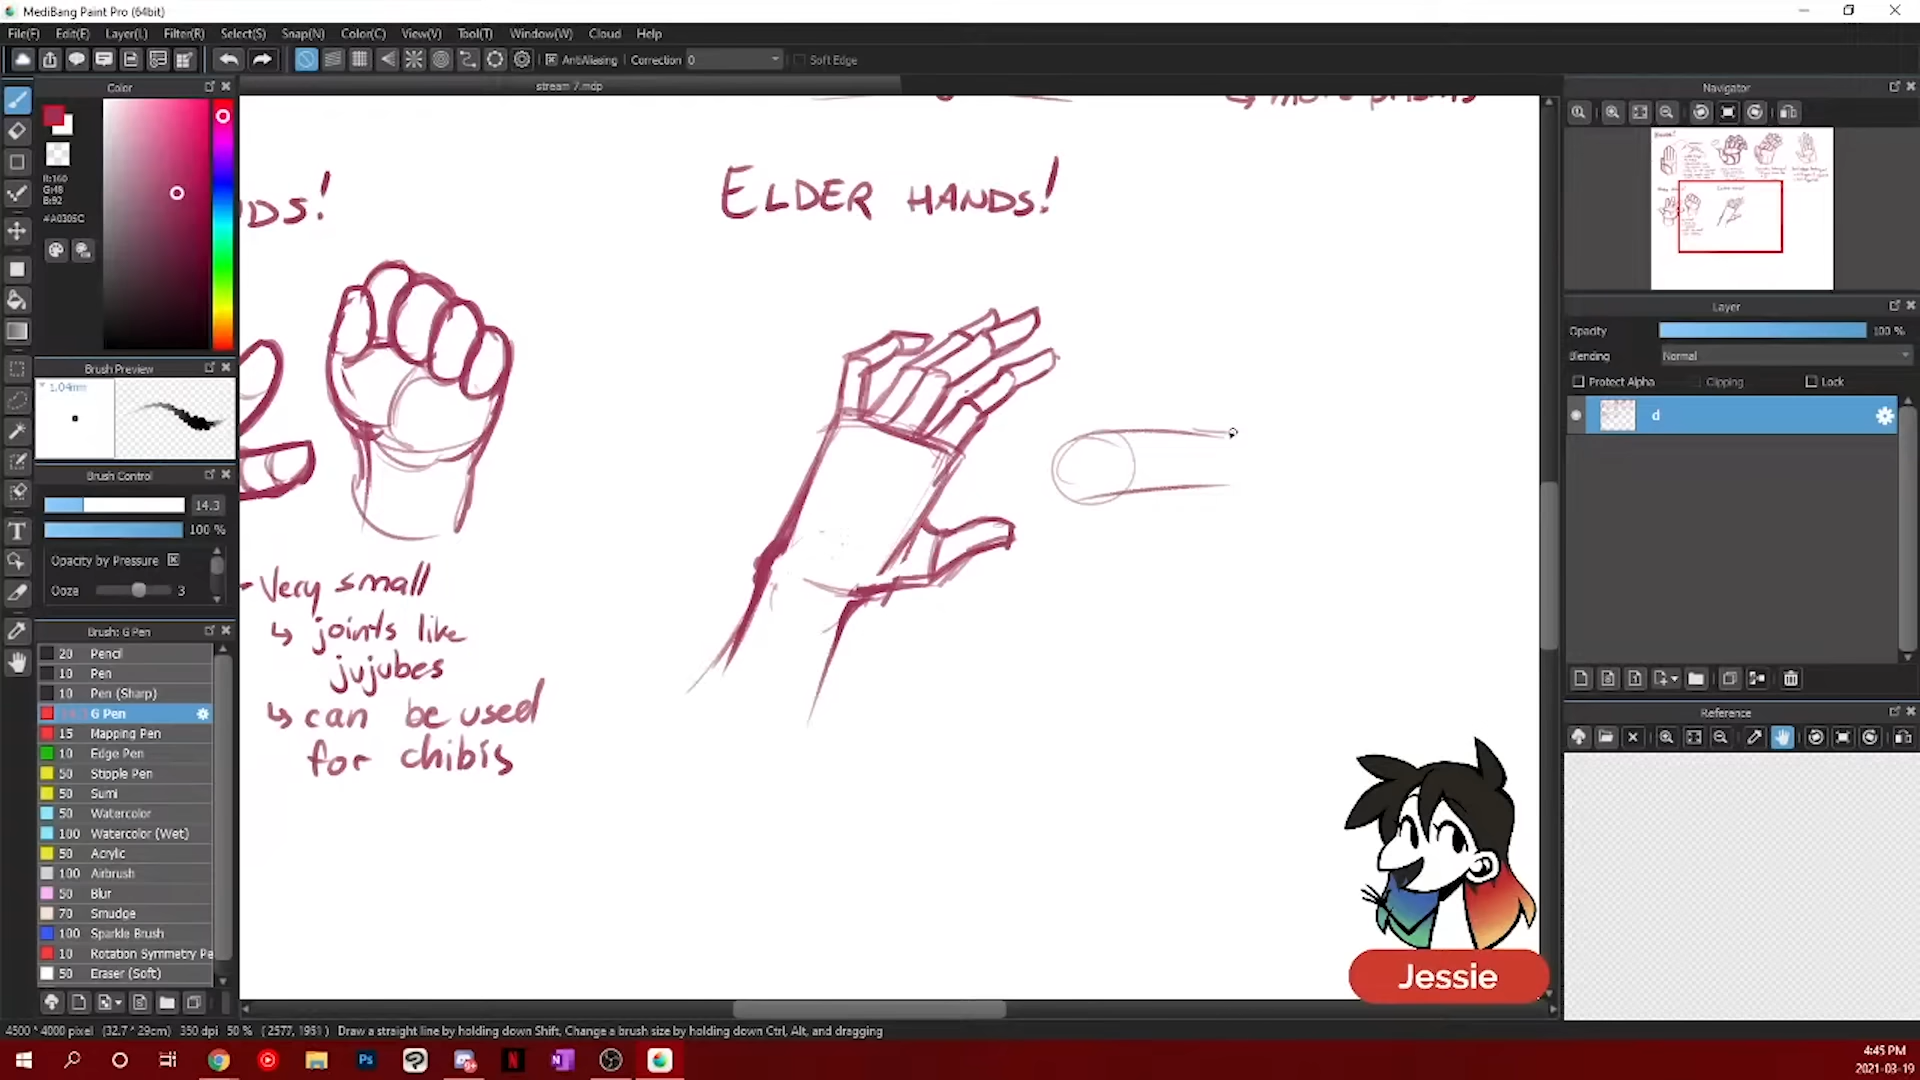 MediBang Paint Pro (64bit)
File(F) Edit(E) Layer(L) Filter(R) Select(S) Snap(N) Color(C) View(V) Tool(T) Window(W) Cloud Help
AntiAliasing Correction 0 Soft Edge
Color
stream 7.mdp
Navigator
R:160
G:48
B:92
#A0305C
Brush Preview
1.04mm
Brush Control
14.3
100 %
Opacity by Pressure
Ooze 3
Brush: G Pen
20 Pencil
10 Pen
10 Pen (Sharp)
G Pen
15 Mapping Pen
10 Edge Pen
50 Stipple Pen
50 Sumi
50 Watercolor
100 Watercolor (Wet)
50 Acrylic
100 Airbrush
50 Blur
70 Smudge
100 Sparkle Brush
10 Rotation Symmetry Pe
50 Eraser (Soft)
NDS!
ELDER HANDS!
-Very small
↳ joints like
jujubes
↳ can be used
for chibis
Jessie
Layer
Opacity 100 %
Blending Normal
Protect Alpha Clipping Lock
d
Reference
4500 * 4000 pixel (32.7 * 29cm) 350 dpi 50 % ( 2577, 1951 ) Draw a straight line by holding down Shift, Change a brush size by holding down Ctrl, Alt, and dragging
4:45 PM
2021-03-19